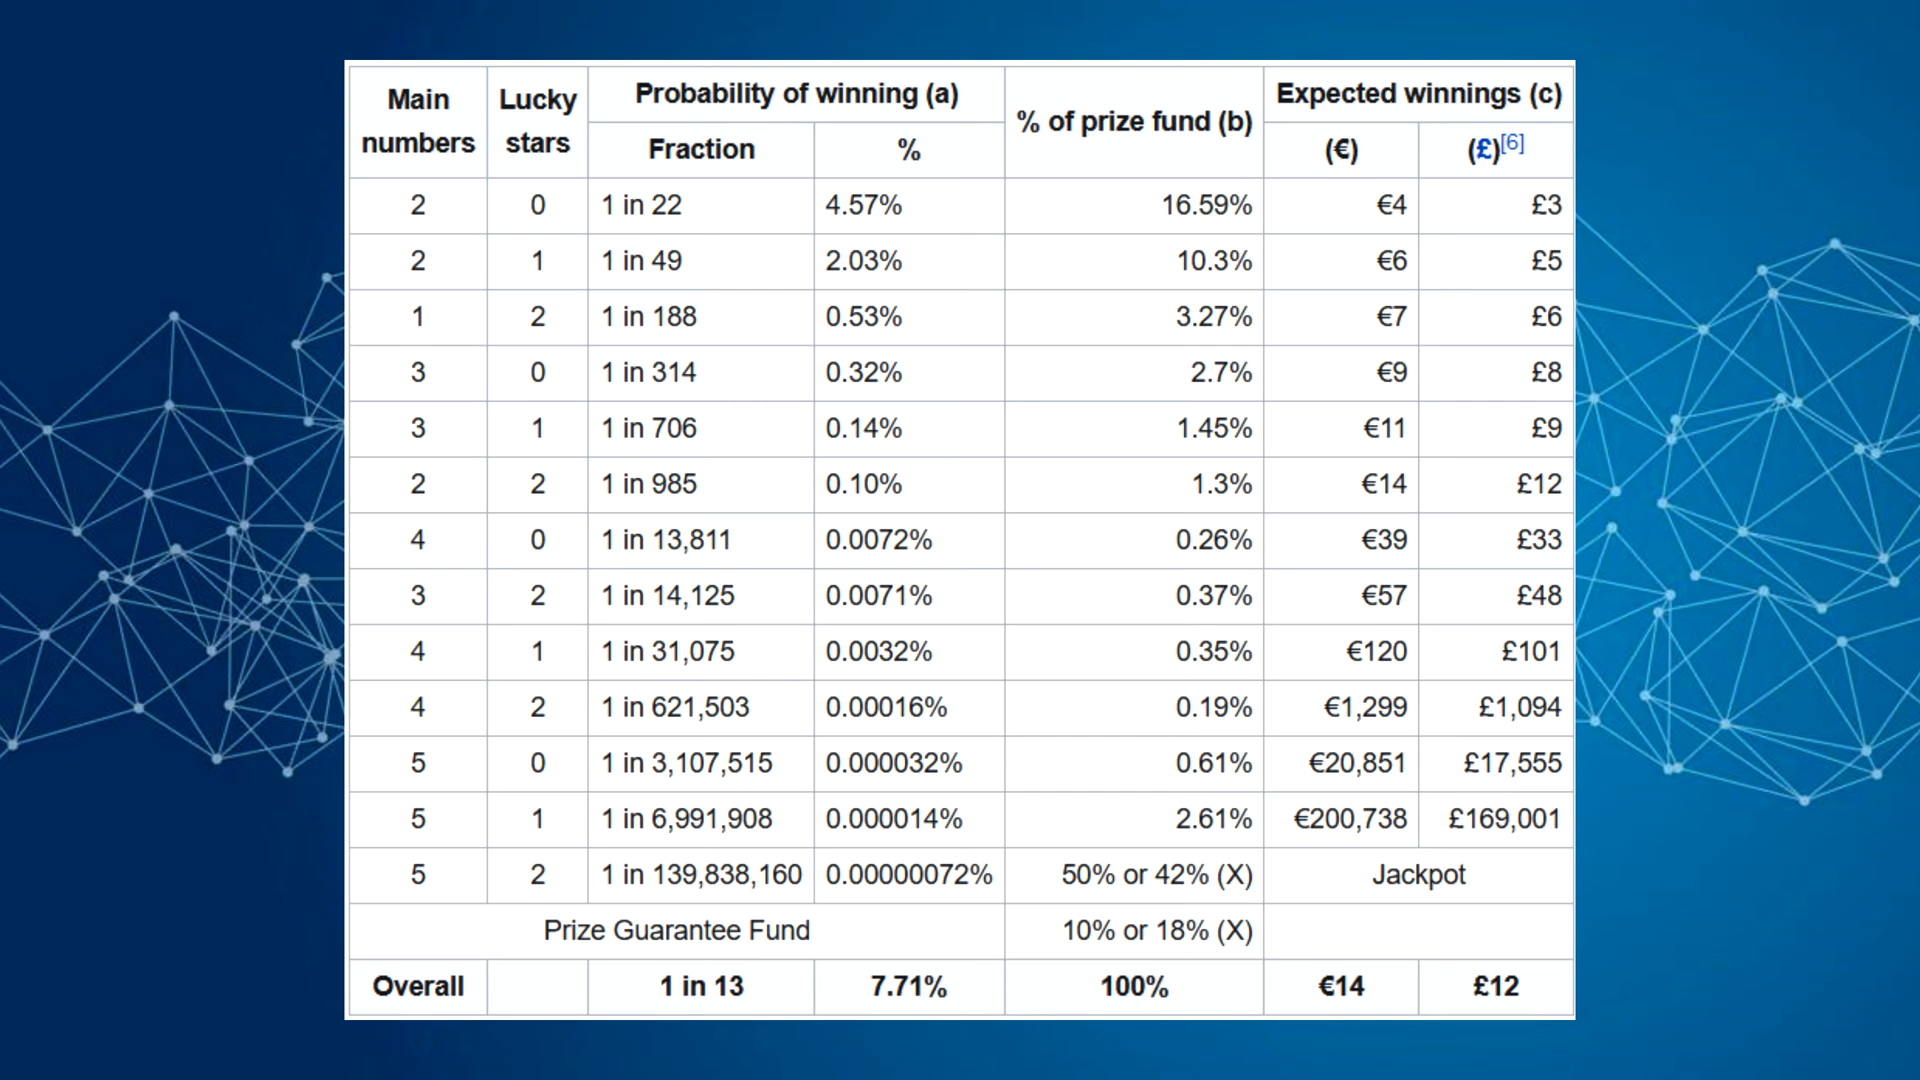 Main numbers Lucky stars Probability of winning (a) % of prize fund (b) Expected winnings (c)
Fraction % (€) (£)[6]
2 0 1 in 22 4.57% 16.59% €4 £3
2 1 1 in 49 2.03% 10.3% €6 £5
1 2 1 in 188 0.53% 3.27% €7 £6
3 0 1 in 314 0.32% 2.7% €9 £8
3 1 1 in 706 0.14% 1.45% €11 £9
2 2 1 in 985 0.10% 1.3% €14 £12
4 0 1 in 13,811 0.0072% 0.26% €39 £33
3 2 1 in 14,125 0.0071% 0.37% €57 £48
4 1 1 in 31,075 0.0032% 0.35% €120 £101
4 2 1 in 621,503 0.00016% 0.19% €1,299 £1,094
5 0 1 in 3,107,515 0.000032% 0.61% €20,851 £17,555
5 1 1 in 6,991,908 0.000014% 2.61% €200,738 £169,001
5 2 1 in 139,838,160 0.00000072% 50% or 42% (X) Jackpot
Prize Guarantee Fund 10% or 18% (X)
Overall 1 in 13 7.71% 100% €14 £12